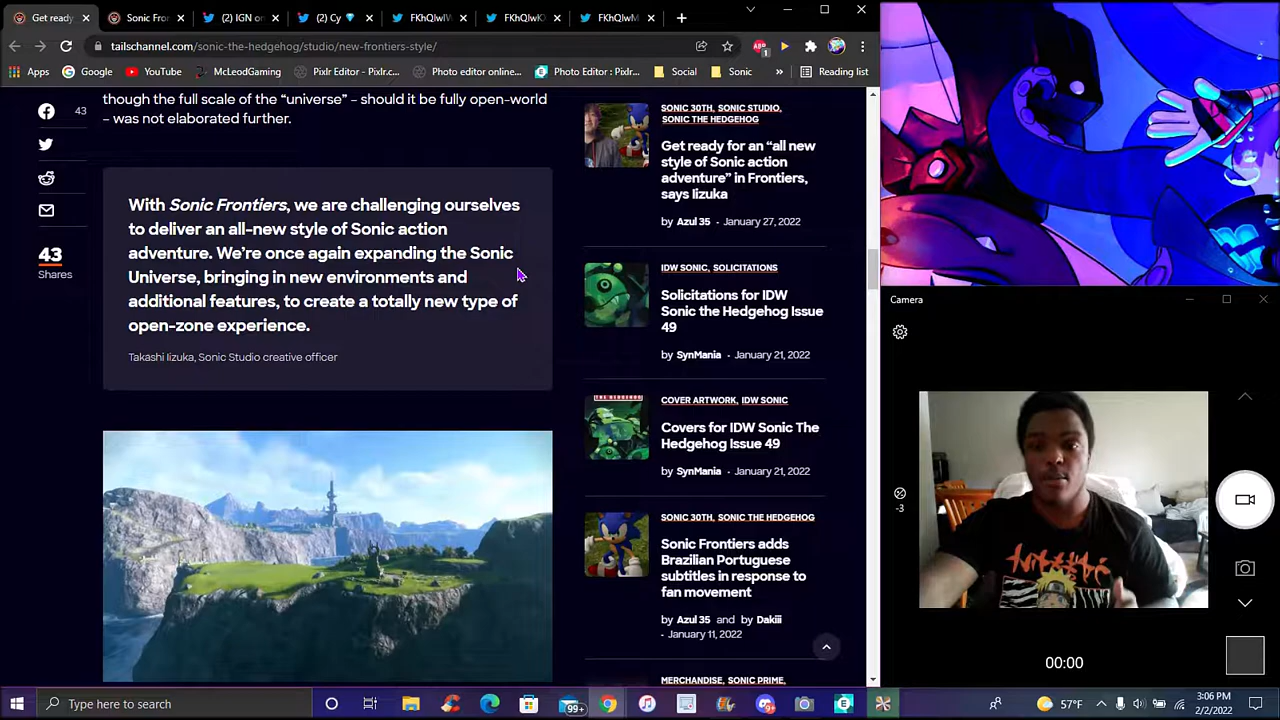 Get ready
Sonic Fron
(2) IGN on
(2) Cy
FKhQIwIW
FKhQIwK
FKhQIwM
tailschannel.com/sonic-the-hedgehog/studio/new-frontiers-style/
Apps
Google
YouTube
McLeodGaming
Pixlr Editor - Pixlr.c...
Photo editor online...
Photo Editor : Pixlr...
Social
Sonic
»
Reading list
though the full scale of the “universe” – should it be fully open-world
– was not elaborated further.
43
43
Shares
With Sonic Frontiers, we are challenging ourselves
to deliver an all-new style of Sonic action
adventure. We’re once again expanding the Sonic
Universe, bringing in new environments and
additional features, to create a totally new type of
open-zone experience.
Takashi Iizuka, Sonic Studio creative officer
SONIC 30TH, SONIC STUDIO,
SONIC THE HEDGEHOG
Get ready for an “all new
style of Sonic action
adventure” in Frontiers,
says Iizuka
by Azul 35 - January 27, 2022
IDW SONIC, SOLICITATIONS
Solicitations for IDW
Sonic the Hedgehog Issue
49
by SynMania - January 21, 2022
COVER ARTWORK, IDW SONIC
Covers for IDW Sonic The
Hedgehog Issue 49
by SynMania - January 21, 2022
SONIC 30TH, SONIC THE HEDGEHOG
Sonic Frontiers adds
Brazilian Portuguese
subtitles in response to
fan movement
by Azul 35 and by Dakiii
- January 11, 2022
MERCHANDISE, SONIC PRIME,
Camera
-3
00:00
Type here to search
99+
57°F
3:06 PM
2/2/2022